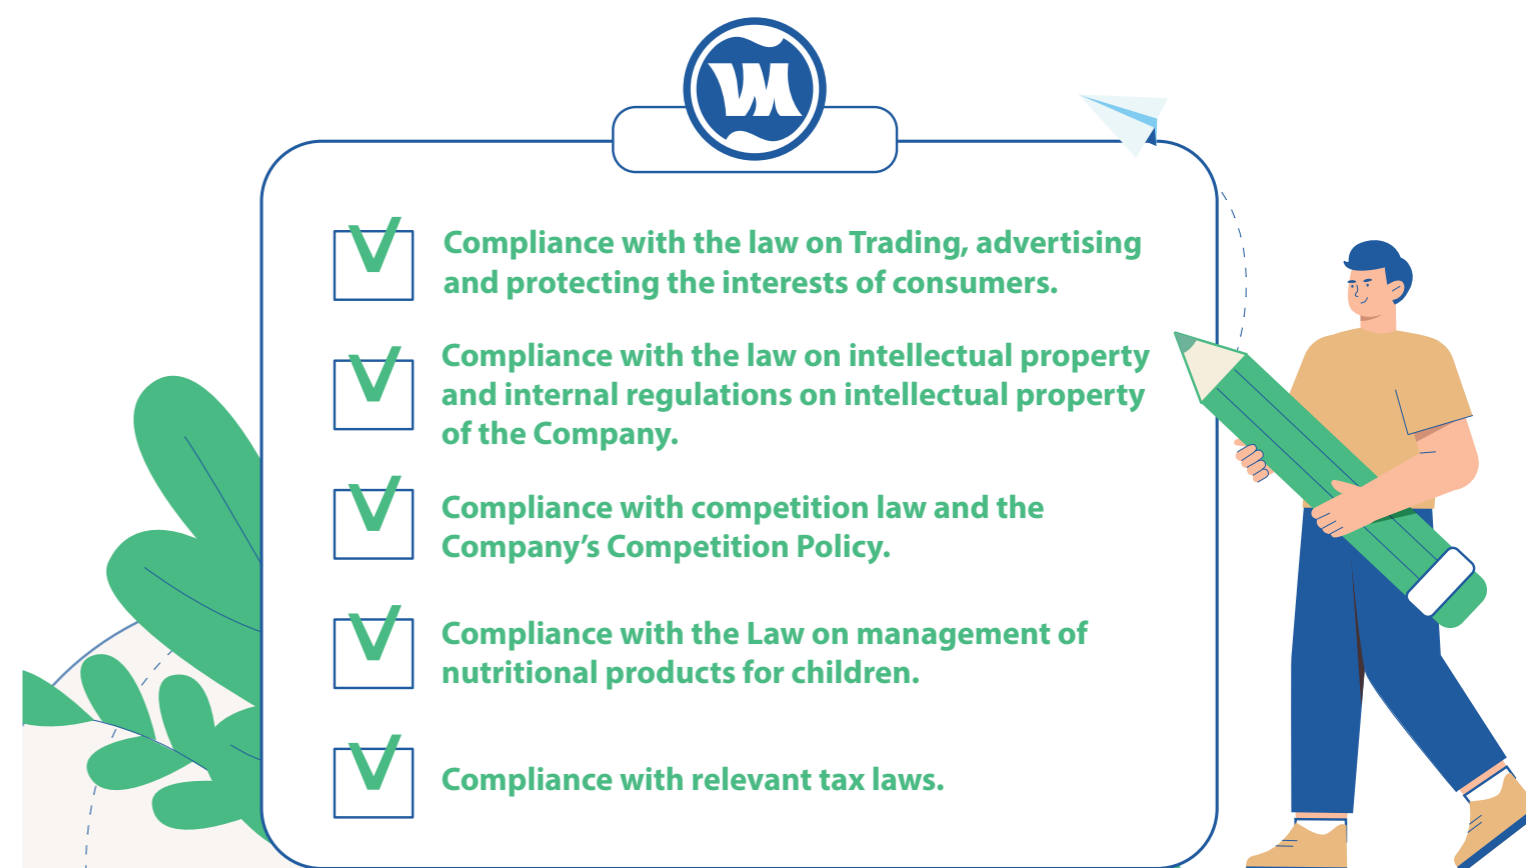 VM
Compliance with the law on Trading, advertising
and protecting the interests of consumers.
Compliance with the law on intellectual property
and internal regulations on intellectual property
of the Company.
Compliance with competition law and the
Company's Competition Policy.
Compliance with the Law on management of
nutritional products for children.
Compliance with relevant tax laws.